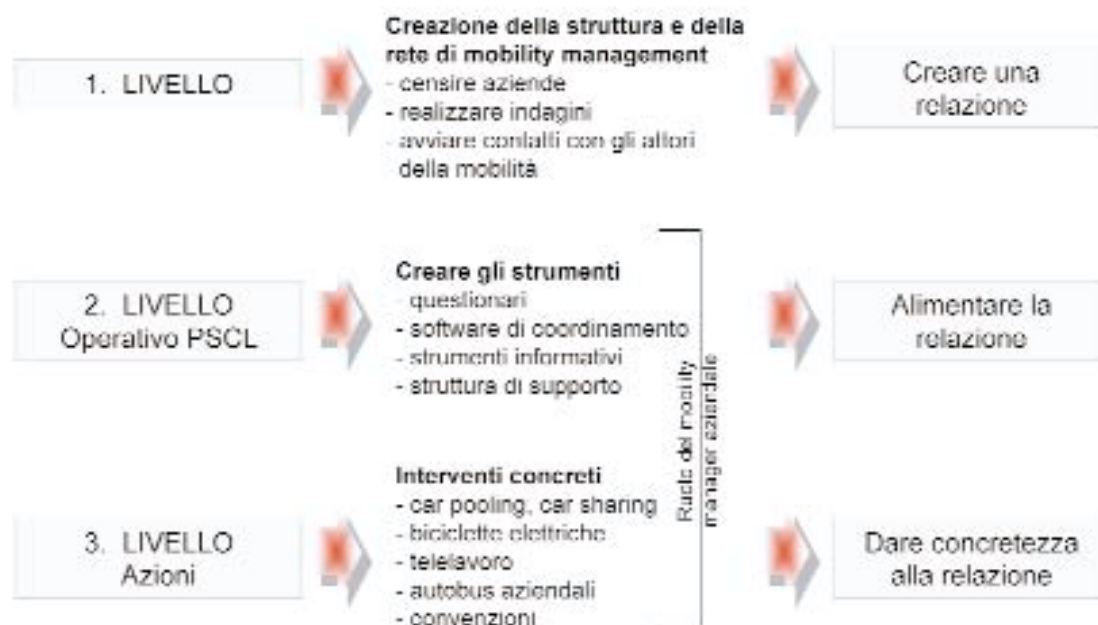 1. LIVELLO
Creazione della struttura e della
rete di mobility management
- censire aziende
- realizzare indagini
- avviare contatti con gli attori
della mobilità
Creare una
relazione
2. LIVELLO
Operativo PSCL
Creare gli strumenti
- questionari
- software di coordinamento
- strumenti informativi
- struttura di supporto
Alimentare la
relazione
Ruolo del mobility
manager aziendale
3. LIVELLO
Azioni
Interventi concreti
- car pooling, car sharing
- biciclette elettriche
- telelavoro
- autobus aziendali
- convenzioni
Dare concretezza
alla relazione